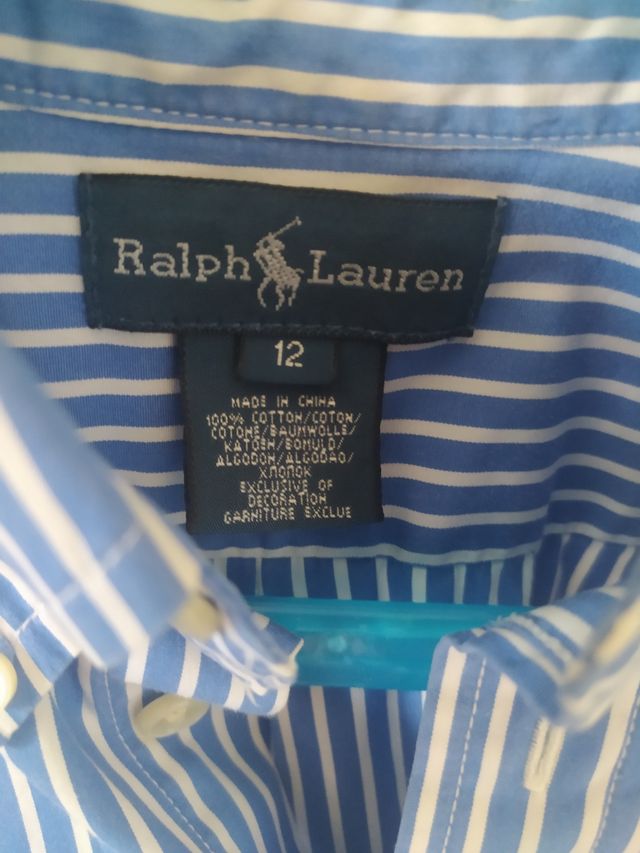 Ralph Lauren
12
MADE IN CHINA
100% COTTON/COTON/
COTONE/BAUMWOLLE/
KATOEN/BOMULD/
ALGODON/ALGODAO/
ХЛОПОК
EXCLUSIVE OF
DECORATION
GARNITURE EXCLUE